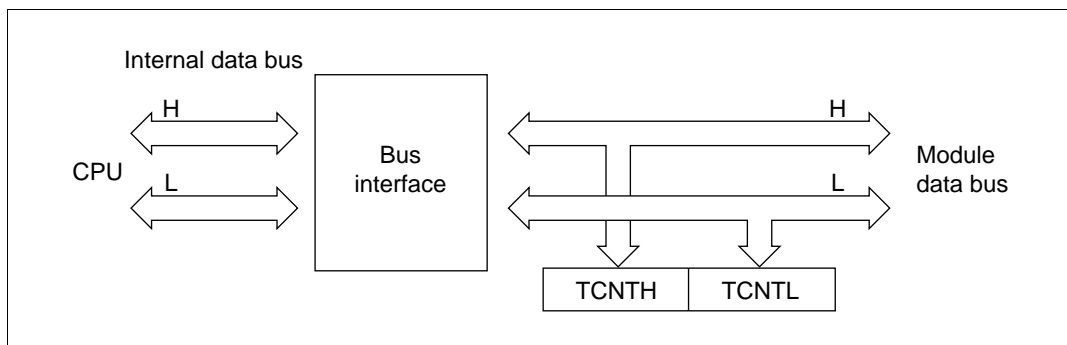 Internal data bus
H
H
CPU
Bus
interface
Module
data bus
L
L
TCNTH
TCNTL